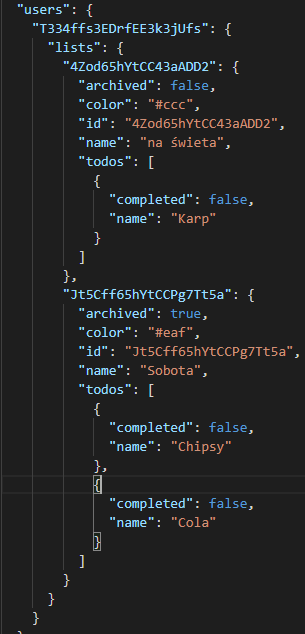 "users": {
"T334ffs3EDrfEE3k3jUfs": {
"lists": {
"4Zod65hYtCC43aADD2": {
"archived": false,
"color": "#ccc",
"id": "4Zod65hYtCC43aADD2",
"name": "na świeta",
"todos": [
{
"completed": false,
"name": "Karp"
}
]
},
"Jt5Cff65hYtCCPg7Tt5a": {
"archived": true,
"color": "#eaf",
"id": "Jt5Cff65hYtCCPg7Tt5a",
"name": "Sobota",
"todos": [
{
"completed": false,
"name": "Chipsy"
},
{
"completed": false,
"name": "Cola"
}
]
}
}
}